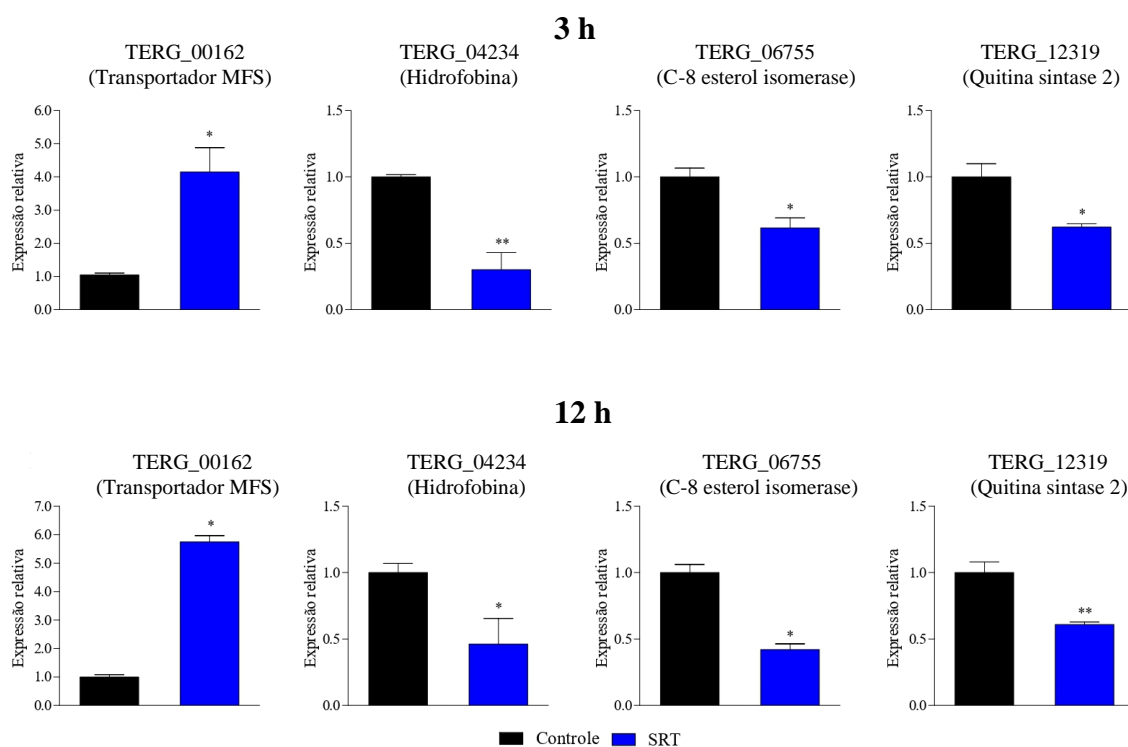 3 h
TERG_00162
(Transportador MFS)
TERG_04234
(Hidrofobina)
TERG_06755
(C-8 esterol isomerase)
TERG_12319
(Quitina sintase 2)
Expressão relativa
6.0
5.0
4.0
3.0
2.0
1.0
0.0
*
Expressão relativa
1.5
1.0
0.5
0.0
**
Expressão relativa
1.5
1.0
0.5
0.0
*
Expressão relativa
1.5
1.0
0.5
0.0
*
12 h
TERG_00162
(Transportador MFS)
TERG_04234
(Hidrofobina)
TERG_06755
(C-8 esterol isomerase)
TERG_12319
(Quitina sintase 2)
Expressão relativa
7.0
6.0
5.0
4.0
3.0
2.0
1.0
0.0
*
Expressão relativa
1.5
1.0
0.5
0.0
*
Expressão relativa
1.5
1.0
0.5
0.0
*
Expressão relativa
1.5
1.0
0.5
0.0
**
Controle SRT